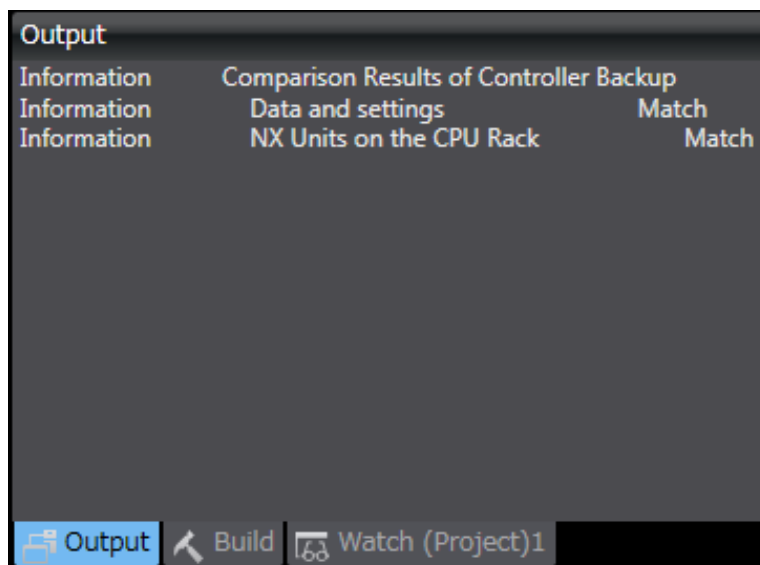 Output
Information Comparison Results of Controller Backup
Information Data and settings Match
Information NX Units on the CPU Rack Match
Output Build Watch (Project)1